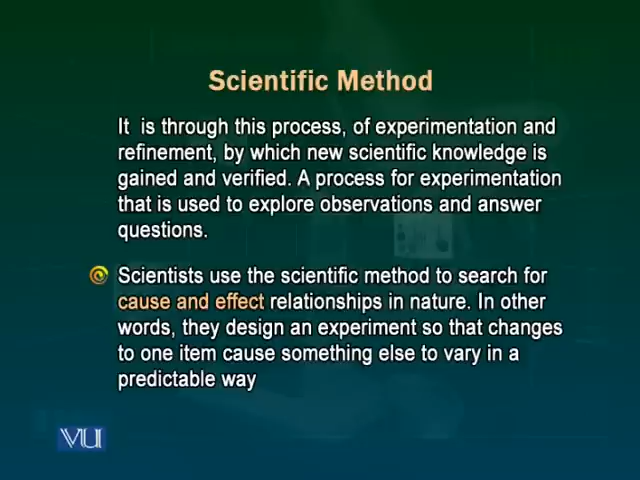 Scientific Method
It is through this process, of experimentation and
refinement, by which new scientific knowledge is
gained and verified. A process for experimentation
that is used to explore observations and answer
questions.
Scientists use the scientific method to search for
cause and effect relationships in nature. In other
words, they design an experiment so that changes
to one item cause something else to vary in a
predictable way
VU